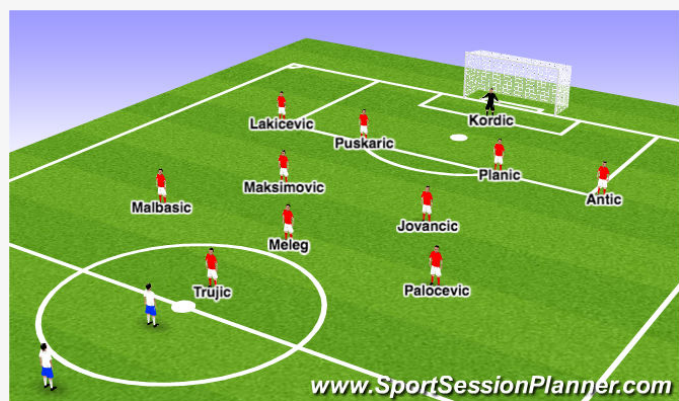 Kordic
Lakicevic
Puskaric
Planic
Maksimovic
Antic
Malbasic
Jovancic
Meleg
Trujic
Palocevic
www.SportSessionPlanner.com